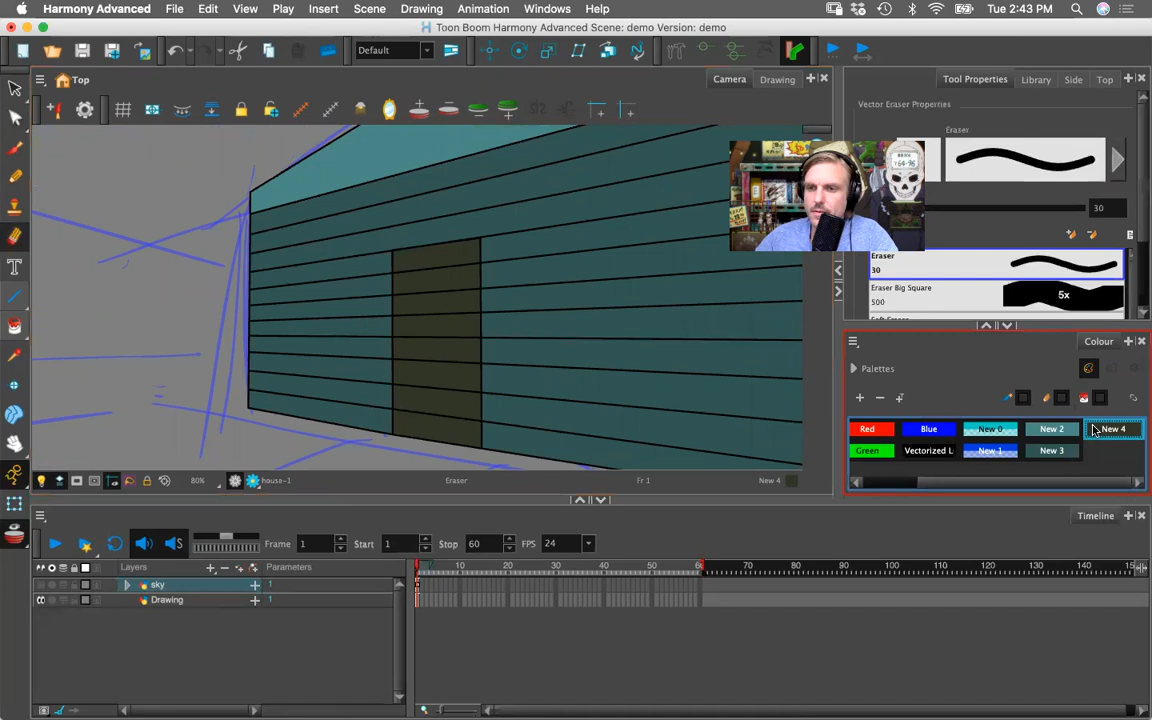 Harmony Advanced File Edit View Play Insert Scene Drawing Animation Windows Help Tue 2:43 PM
Toon Boom Harmony Advanced Scene: demo Version: demo
Default
Top Camera Drawing
Tool Properties Library Side Top
Vector Eraser Properties
Eraser
30
Eraser
30
Eraser Big Square
500
5x
Colour
Palettes
Red Blue New 0 New 2 New 4
Green Vectorized L New 1 New 3
80% house-1 Eraser Fr 1 New 4
Timeline
Frame 1 Start 1 Stop 60 FPS 24
Layers Parameters
10 20 30 40 50 60 70 80 90 100 110 120 130 140 15
sky 1
Drawing 1